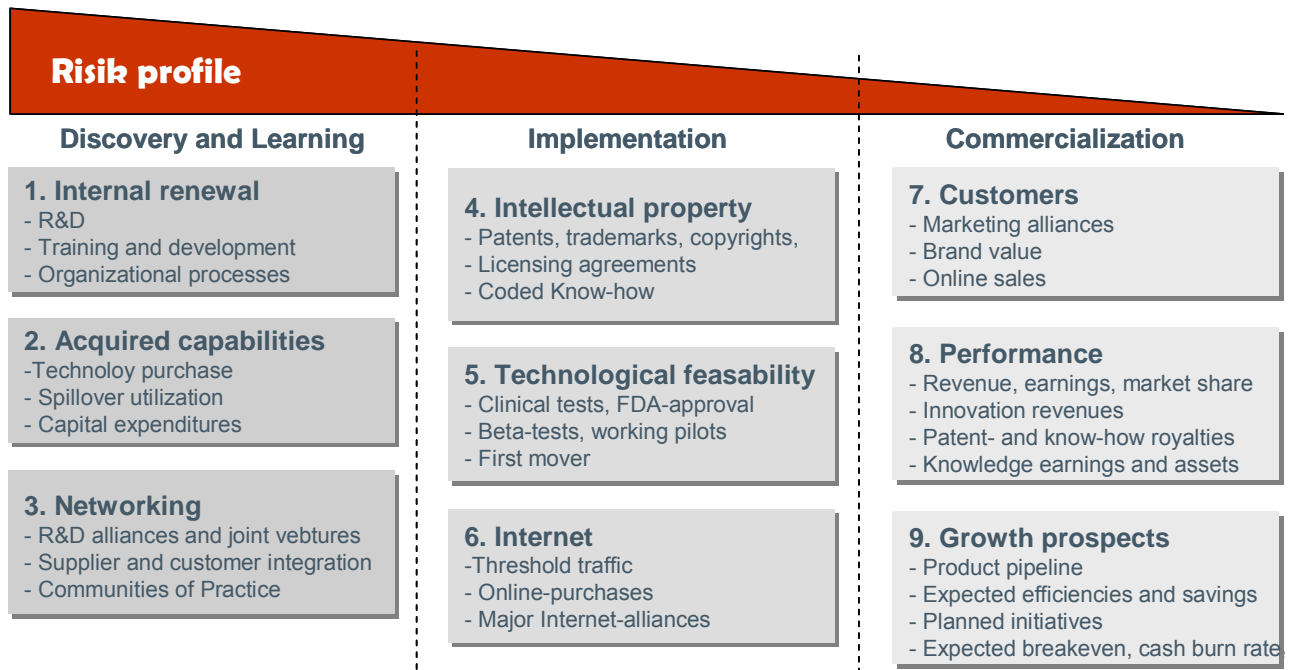 Risik profile
Discovery and Learning
1. Internal renewal
- R&D
- Training and development
- Organizational processes
2. Acquired capabilities
-Technoloy purchase
- Spillover utilization
- Capital expenditures
3. Networking
- R&D alliances and joint vebtures
- Supplier and customer integration
- Communities of Practice
Implementation
4. Intellectual property
- Patents, trademarks, copyrights,
- Licensing agreements
- Coded Know-how
5. Technological feasability
- Clinical tests, FDA-approval
- Beta-tests, working pilots
- First mover
6. Internet
-Threshold traffic
- Online-purchases
- Major Internet-alliances
Commercialization
7. Customers
- Marketing alliances
- Brand value
- Online sales
8. Performance
- Revenue, earnings, market share
- Innovation revenues
- Patent- and know-how royalties
- Knowledge earnings and assets
9. Growth prospects
- Product pipeline
- Expected efficiencies and savings
- Planned initiatives
- Expected breakeven, cash burn rate